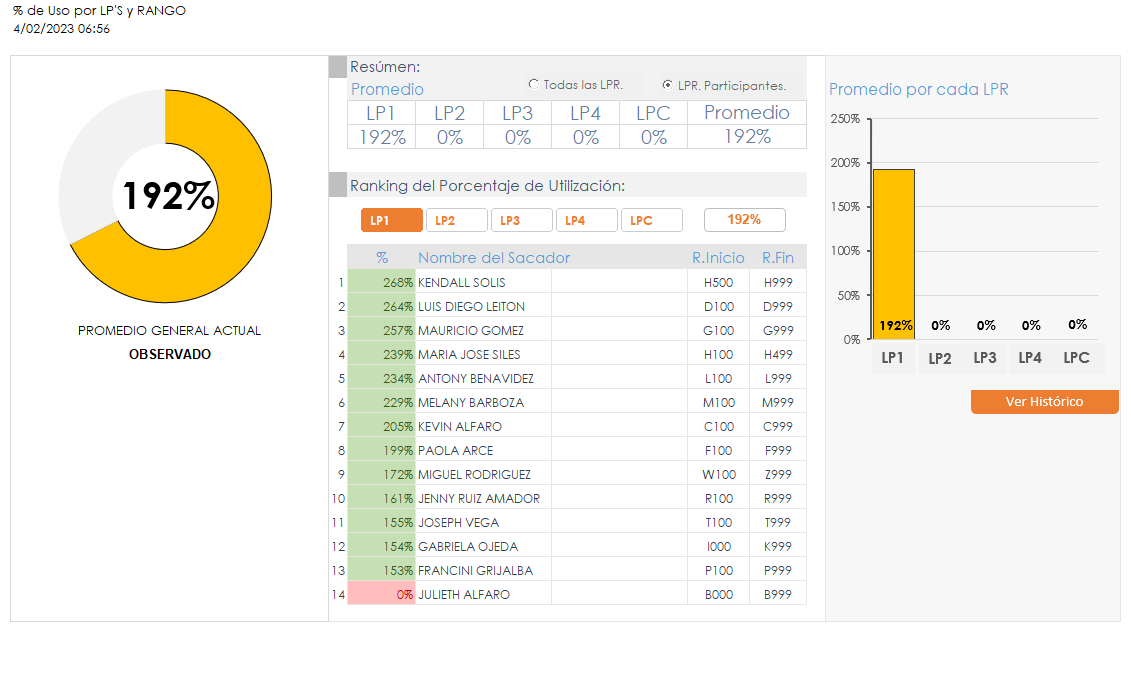 % de Uso por LP'S y RANGO
4/02/2023 06:56
192%
PROMEDIO GENERAL ACTUAL
OBSERVADO
Resúmen:
Promedio
Todas las LPR.
LPR. Participantes.
LP1 LP2 LP3 LP4 LPC Promedio
192% 0% 0% 0% 0% 192%
Ranking del Porcentaje de Utilización:
LP1 LP2 LP3 LP4 LPC 192%
% Nombre del Sacador R.Inicio R.Fin
1 268% KENDALL SOLIS H500 H999
2 264% LUIS DIEGO LEITON D100 D999
3 257% MAURICIO GOMEZ G100 G999
4 239% MARIA JOSE SILES H100 H499
5 234% ANTONY BENAVIDEZ L100 L999
6 229% MELANY BARBOZA M100 M999
7 205% KEVIN ALFARO C100 C999
8 199% PAOLA ARCE F100 F999
9 172% MIGUEL RODRIGUEZ W100 Z999
10 161% JENNY RUIZ AMADOR R100 R999
11 155% JOSEPH VEGA T100 T999
12 154% GABRIELA OJEDA I000 K999
13 153% FRANCINI GRIJALBA P100 P999
14 0% JULIETH ALFARO B000 B999
Promedio por cada LPR
250%
200%
150%
100%
50%
0%
192% 0% 0% 0% 0%
LP1 LP2 LP3 LP4 LPC
Ver Histórico